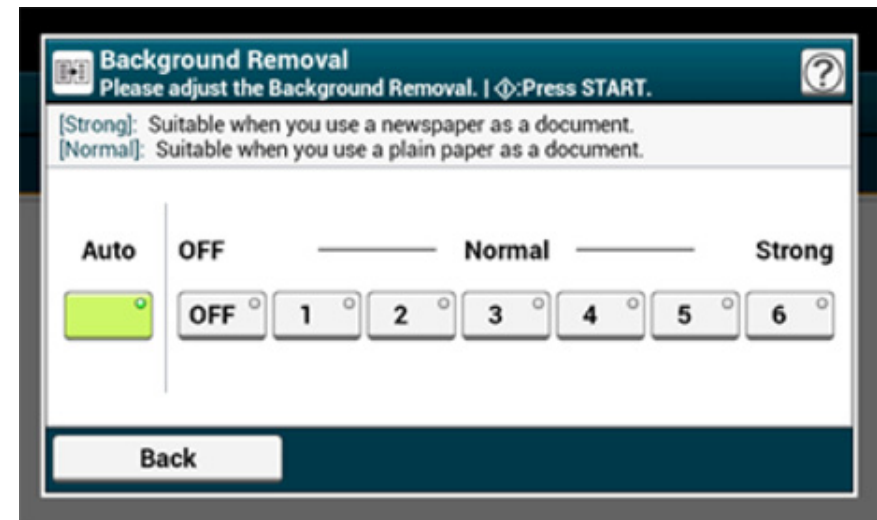 Background Removal
Please adjust the Background Removal. | :Press START.
?
[Strong]: Suitable when you use a newspaper as a document.
[Normal]: Suitable when you use a plain paper as a document.
Auto OFF Normal Strong
OFF 1 2 3 4 5 6
Back